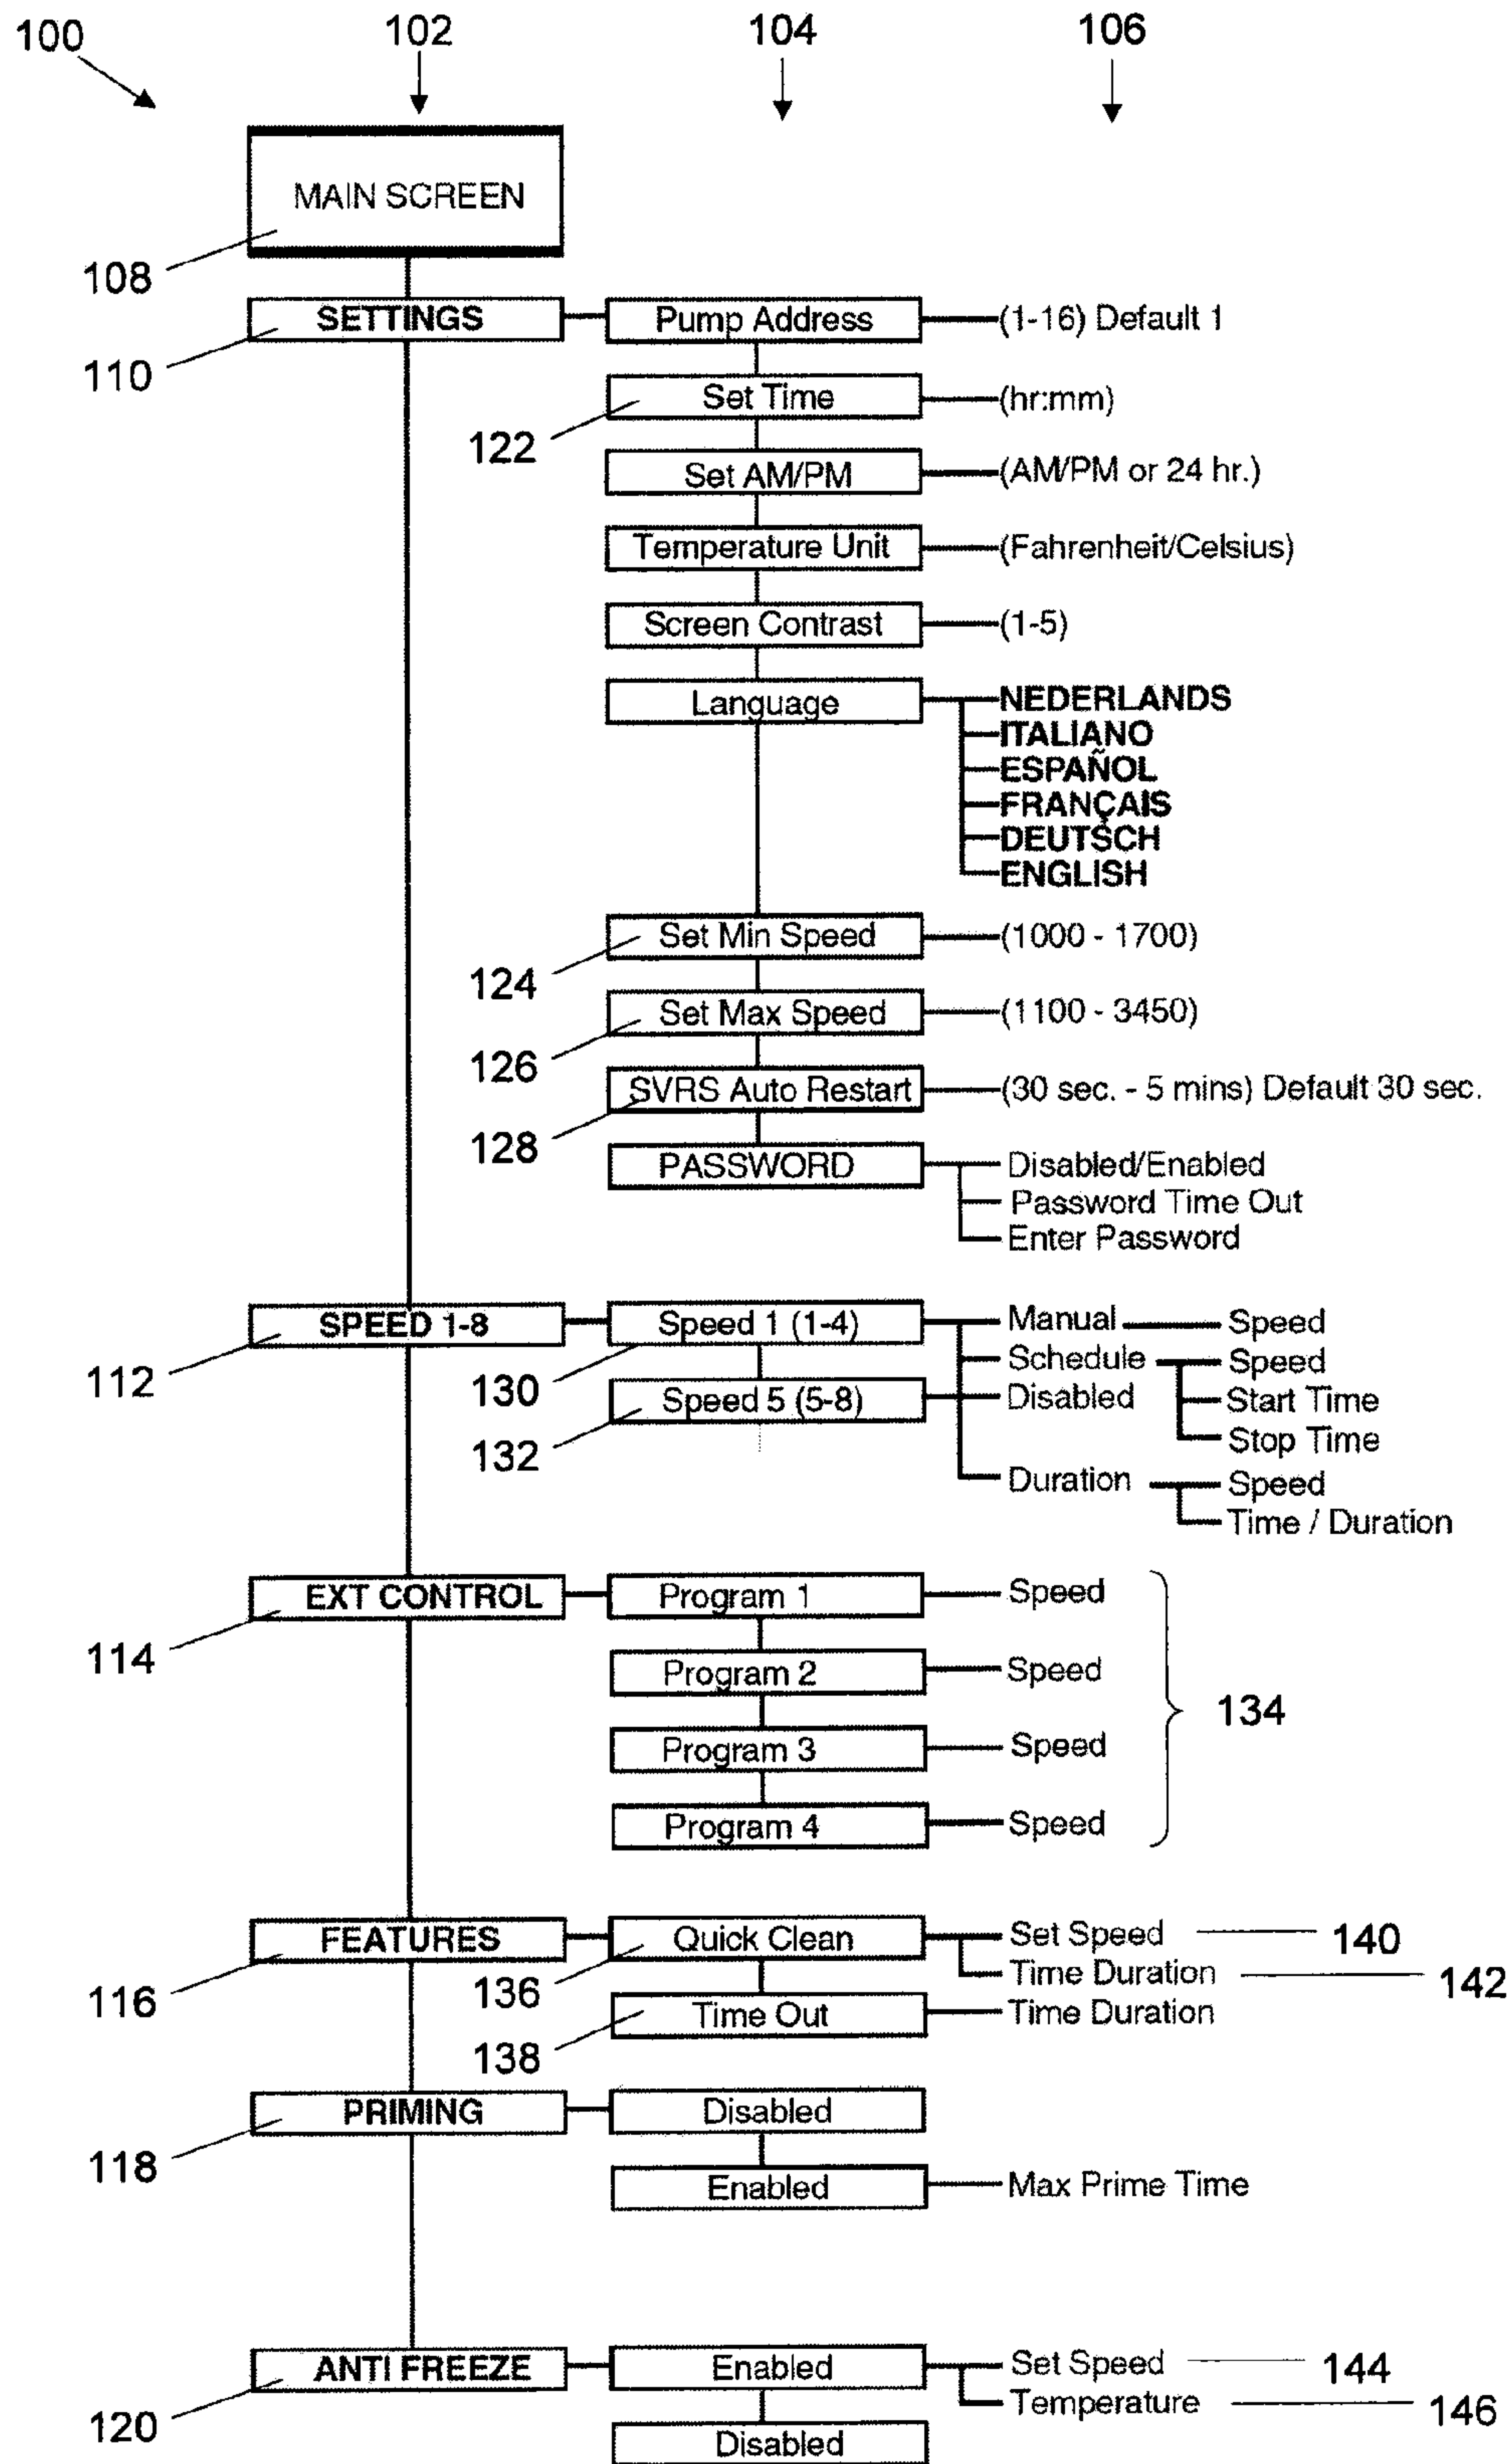 100 102 104 106
MAIN SCREEN
108
SETTINGS Pump Address (1-16) Default 1
110
Set Time (hr:mm)
122
Set AM/PM (AM/PM or 24 hr.)
Temperature Unit (Fahrenheit/Celsius)
Screen Contrast (1-5)
Language NEDERLANDS
ITALIANO
ESPAÑOL
FRANÇAIS
DEUTSCH
ENGLISH
Set Min Speed (1000 - 1700)
124
Set Max Speed (1100 - 3450)
126
SVRS Auto Restart (30 sec. - 5 mins) Default 30 sec.
128
PASSWORD Disabled/Enabled
Password Time Out
Enter Password
SPEED 1-8 Speed 1 (1-4) Manual Speed
Schedule Speed
112 130
Speed 5 (5-8) Disabled Start Time
132 Stop Time
Duration Speed
Time / Duration
EXT CONTROL Program 1 Speed
114
Program 2 Speed
134
Program 3 Speed
Program 4 Speed
FEATURES Quick Clean Set Speed 140
116 136 Time Duration 142
Time Out Time Duration
138
PRIMING Disabled
118
Enabled Max Prime Time
ANTI FREEZE Enabled Set Speed 144
120 Temperature 146
Disabled